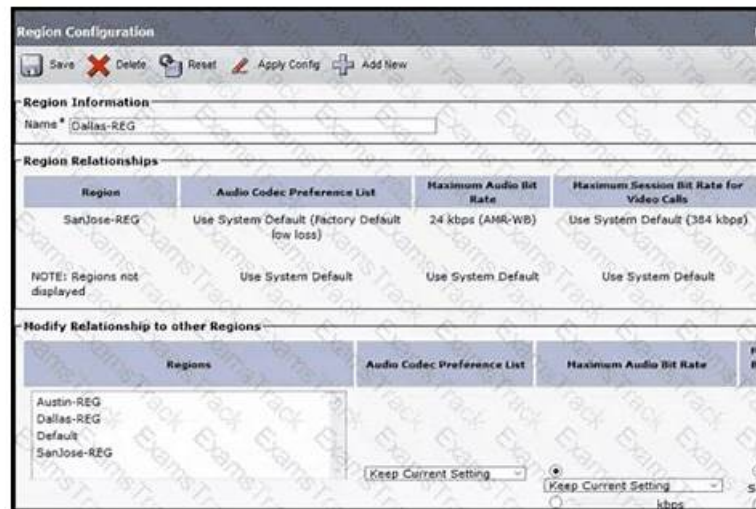 Region Configuration
Save Delete Reset Apply Config Add New
Region Information
Name* Dallas-REG
Region Relationships
Region Audio Codec Preference List Maximum Audio Bit Rate Maximum Session Bit Rate for Video Calls
SanJose-REG Use System Default (Factory Default low loss) 24 kbps (AMR-WB) Use System Default (384 kbps)
NOTE: Regions not displayed Use System Default Use System Default Use System Default
Modify Relationship to other Regions
Regions Audio Codec Preference List Maximum Audio Bit Rate
Austin-REG
Dallas-REG
Default
SanJose-REG
Keep Current Setting
Keep Current Setting
kbps
ExamsTrack